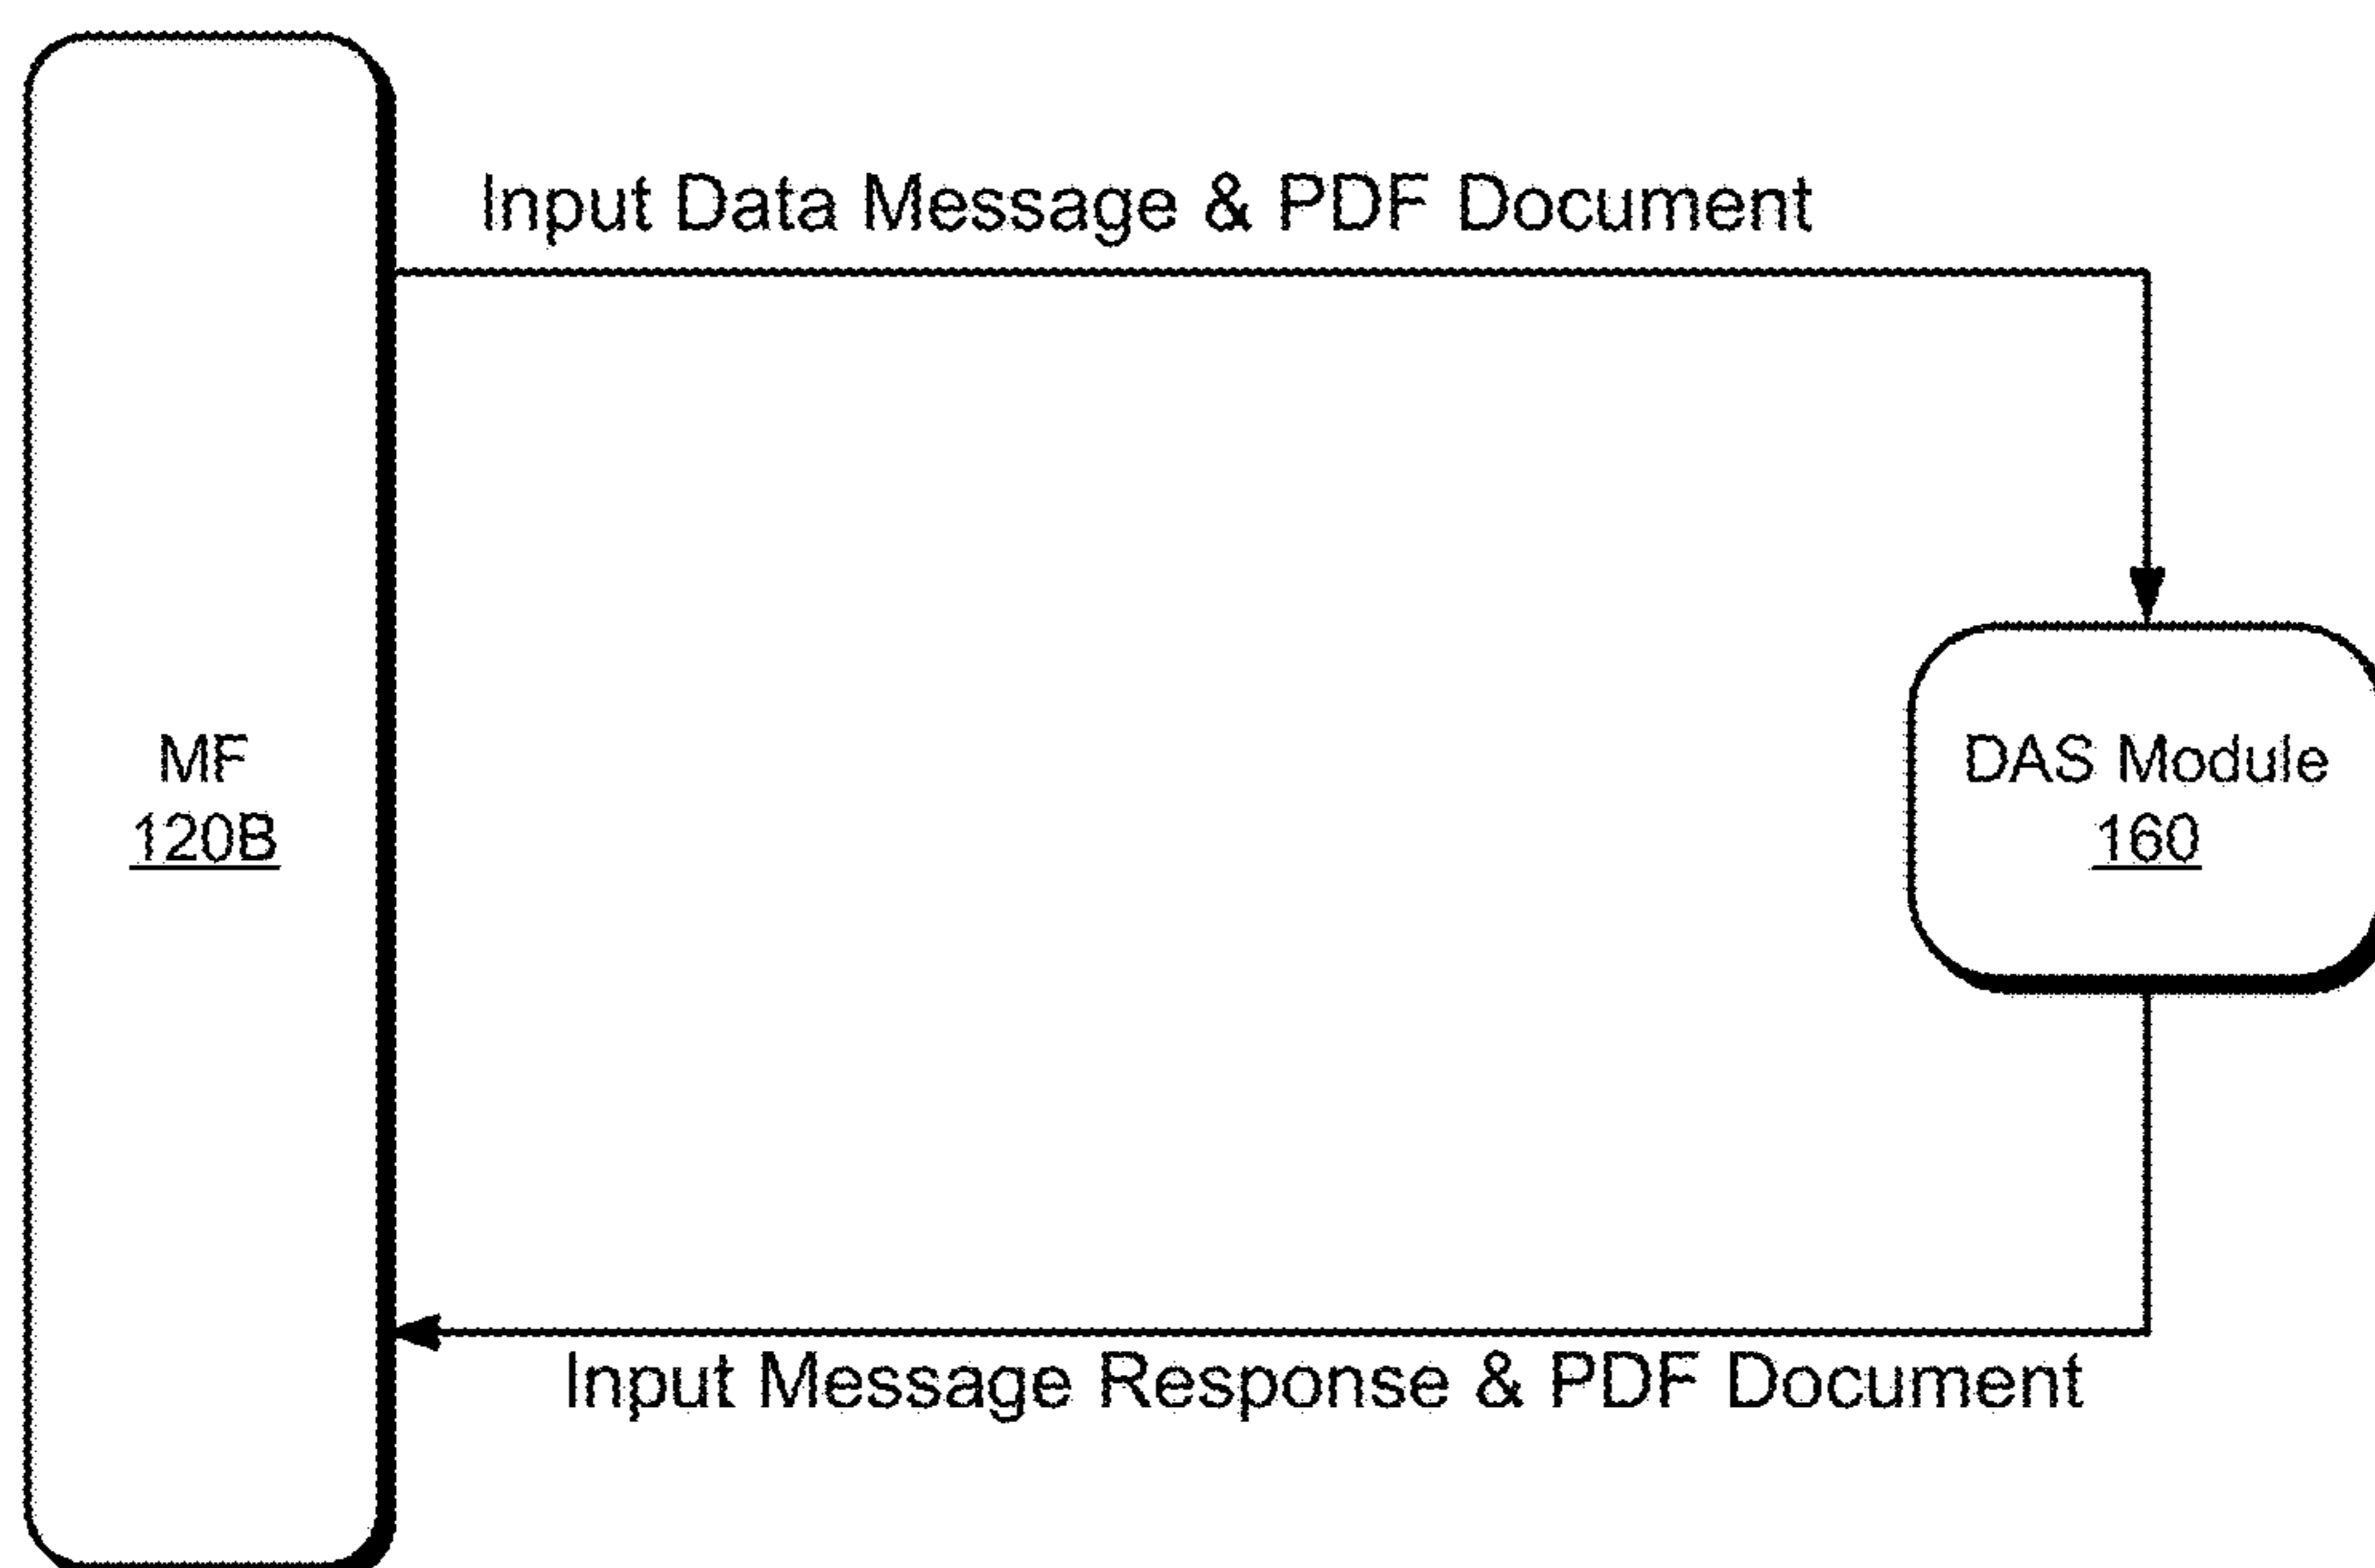 Input Data Message & PDF Document
MF
120B
DAS Module
160
Input Message Response & PDF Document